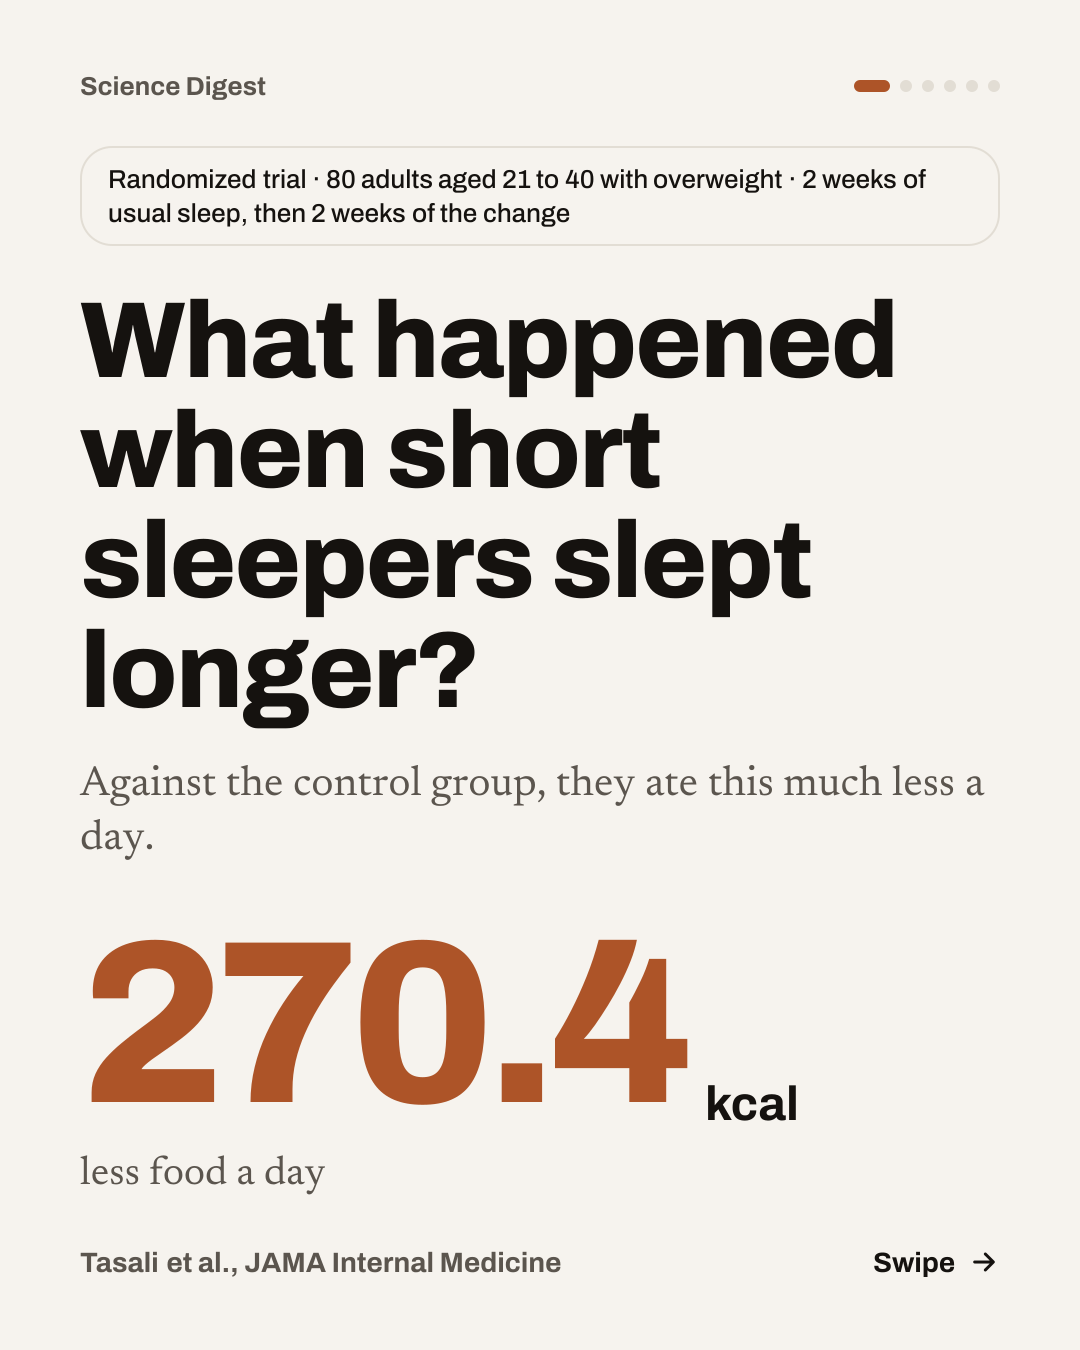 Science Digest
Randomized trial · 80 adults aged 21 to 40 with overweight · 2 weeks of
usual sleep, then 2 weeks of the change
What happened
when short
sleepers slept
longer?
Against the control group, they ate this much less a
day.
270.4 kcal
less food a day
Tasali et al., JAMA Internal Medicine
Swipe →